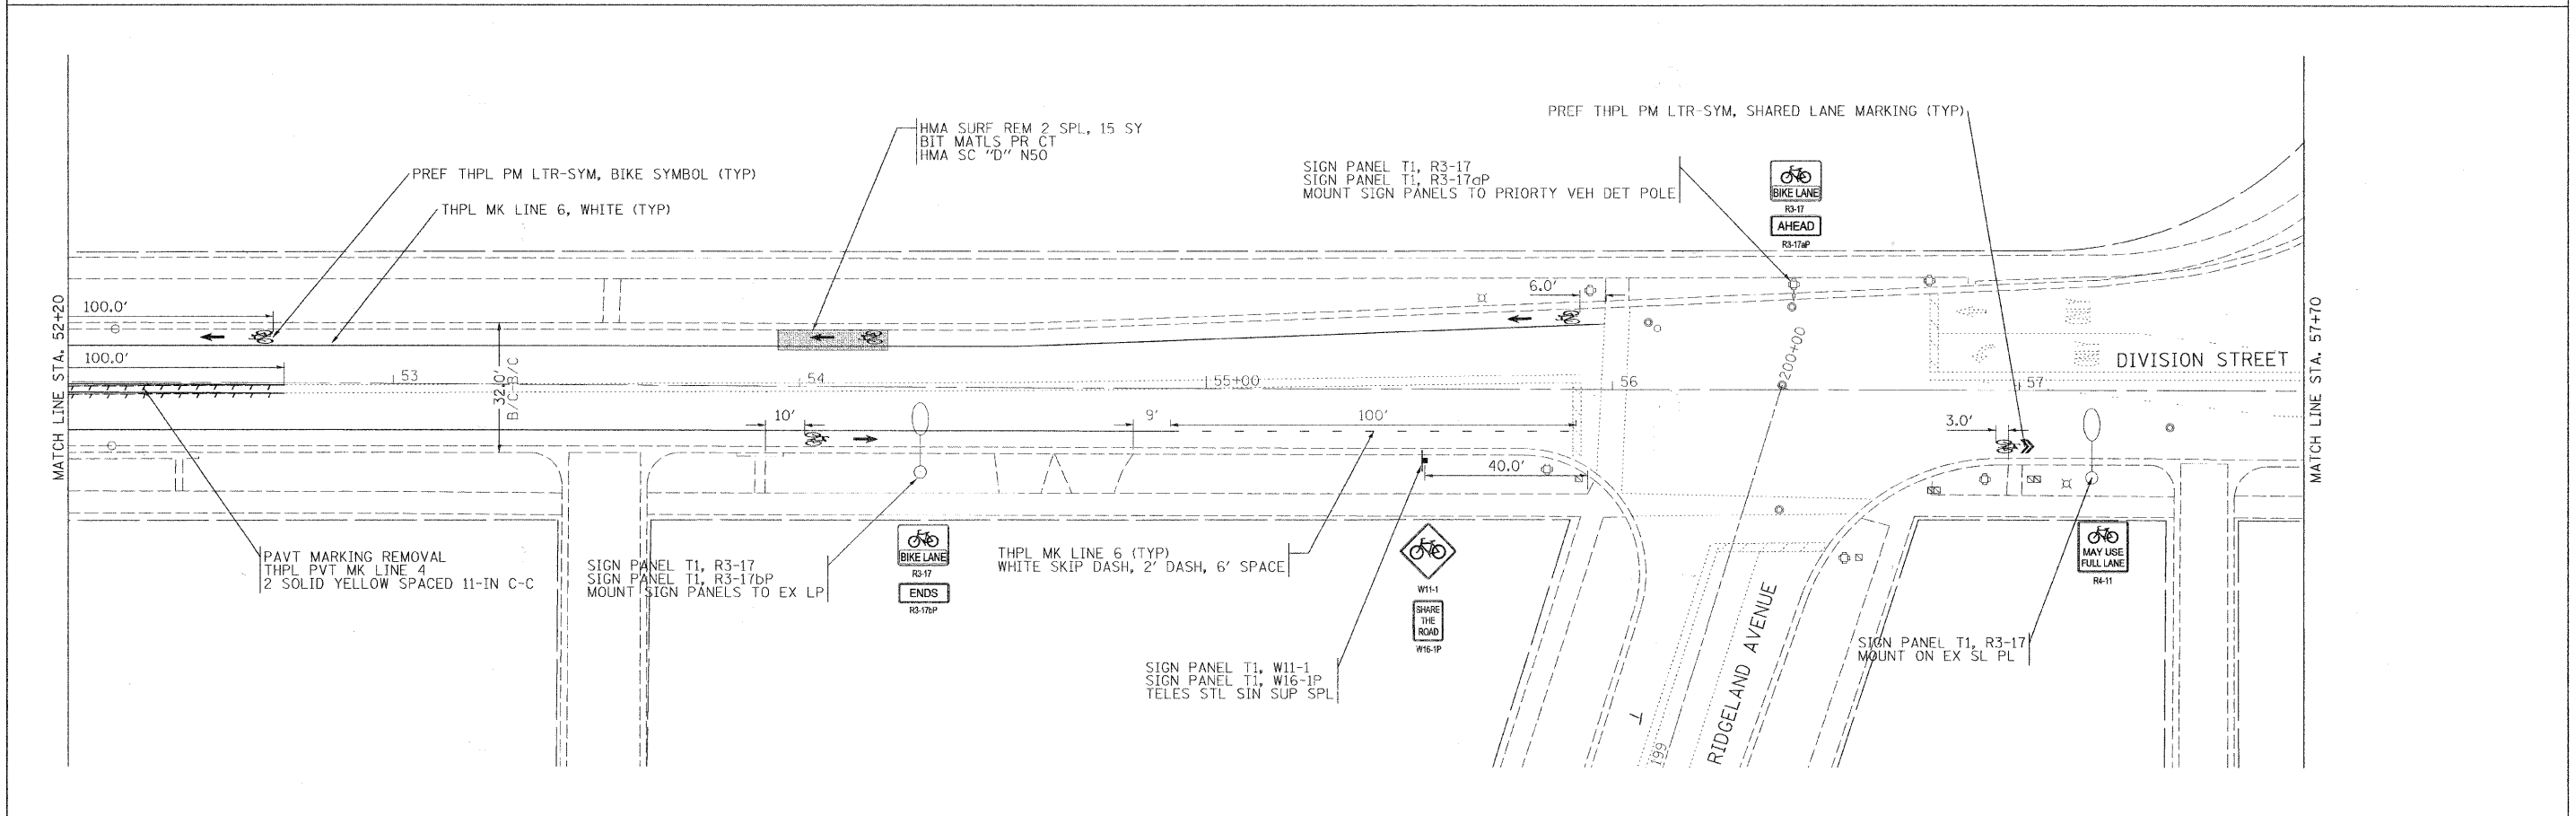 HMA SURF REM 2 SPL, 15 SY
BIT MATLS PR CT
HMA SC "D" N50
PREF THPL PM LTR-SYM, SHARED LANE MARKING (TYP)
PREF THPL PM LTR-SYM, BIKE SYMBOL (TYP)
THPL MK LINE 6, WHITE (TYP)
SIGN PANEL T1, R3-17
SIGN PANEL T1, R3-17aP
MOUNT SIGN PANELS TO PRIORTY VEH DET POLE
BIKE LANE
R3-17
AHEAD
R3-17aP
MATCH LINE STA. 52+20
100.0'
100.0'
32.0'
B/C-B/C
53
54
55+00
56
57
6.0'
200+00
DIVISION STREET
MATCH LINE STA. 57+70
10'
9'
100'
40.0'
3.0'
PAVT MARKING REMOVAL
THPL PVT MK LINE 4
2 SOLID YELLOW SPACED 11-IN C-C
SIGN PANEL T1, R3-17
SIGN PANEL T1, R3-17bP
MOUNT SIGN PANELS TO EX LP
BIKE LANE
R3-17
ENDS
R3-17bP
THPL MK LINE 6 (TYP)
WHITE SKIP DASH, 2' DASH, 6' SPACE
W11-1
SHARE
THE
ROAD
W16-1P
SIGN PANEL T1, W11-1
SIGN PANEL T1, W16-1P
TELES STL SIN SUP SPL
199
RIDGELAND AVENUE
MAY USE
FULL LANE
R4-11
SIGN PANEL T1, R3-17
MOUNT ON EX SL PL